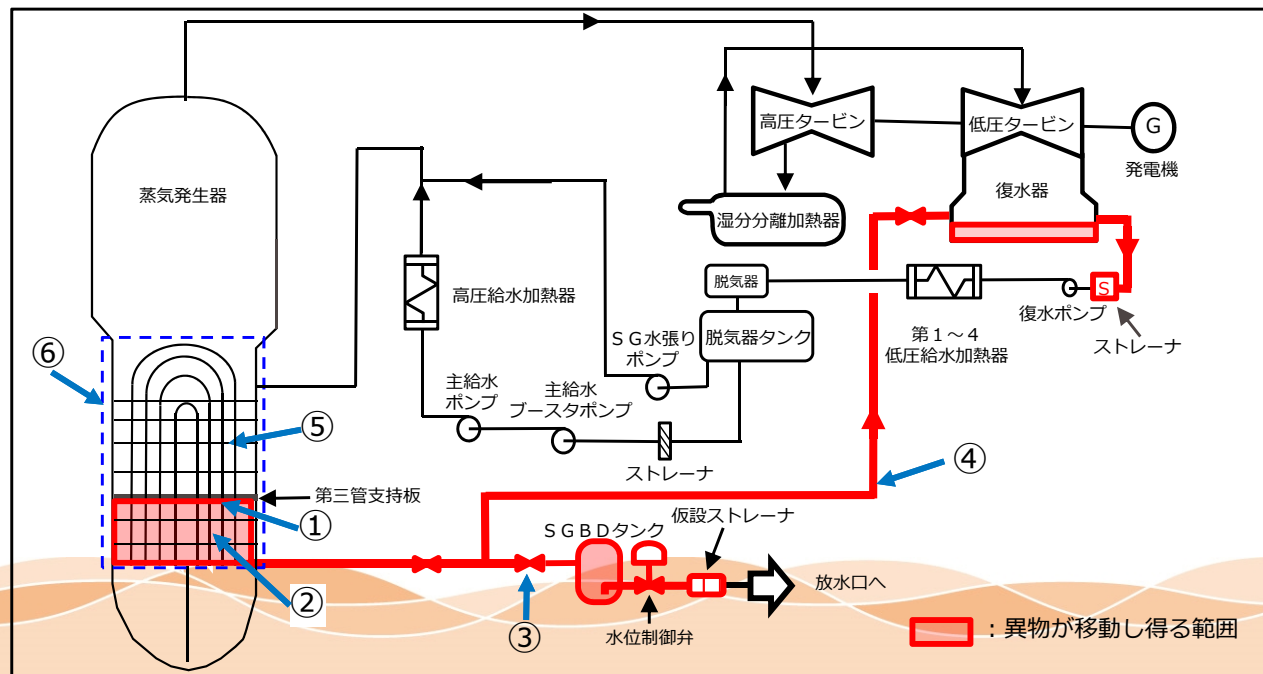 高圧タービン
低圧タービン
G
発電機
蒸気発生器
湿分分離加熱器
復水器
高圧給水加熱器
脱気器
S
復水ポンプ
ストレーナ
SG水張り
ポンプ
脱気器タンク
第1~4
低圧給水加熱器
⑥
主給水
ポンプ
主給水
ブースタポンプ
⑤
ストレーナ
④
第三管支持板
①
SGBDタンク
仮設ストレーナ
②
③
水位制御弁
放水口へ
:異物が移動し得る範囲